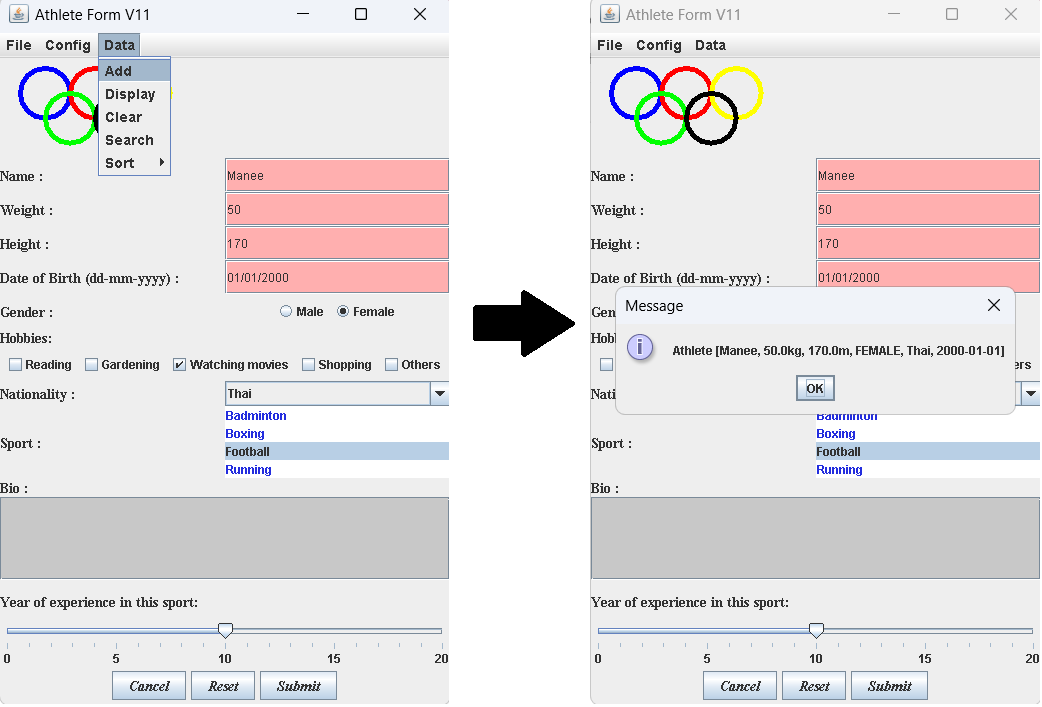 Athlete Form V11
File Config Data
Add
Display
Clear
Search
Sort
Name : Manee
Weight : 50
Height : 170
Date of Birth (dd-mm-yyyy) : 01/01/2000
Gender : Male Female
Hobbies:
Reading Gardening Watching movies Shopping Others
Nationality : Thai
Badminton
Boxing
Sport :
Football
Running
Bio :
Year of experience in this sport:
0 5 10 15 20
Cancel Reset Submit
Athlete Form V11
File Config Data
Name : Manee
Weight : 50
Height : 170
Date of Birth (dd-mm-yyyy) : 01/01/2000
Message
Athlete [Manee, 50.0kg, 170.0m, FEMALE, Thai, 2000-01-01]
OK
Badminton
Boxing
Sport :
Football
Running
Bio :
Year of experience in this sport:
0 5 10 15 20
Cancel Reset Submit